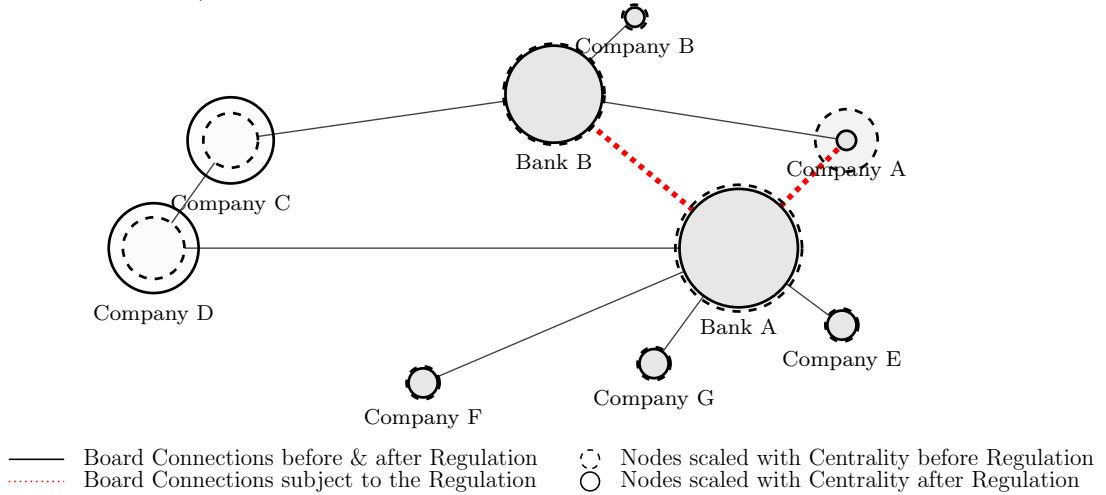 Company B
Bank B
Company A
Company C
Company D
Bank A
Company E
Company G
Company F
Board Connections before & after Regulation
Nodes scaled with Centrality before Regulation
Board Connections subject to the Regulation
Nodes scaled with Centrality after Regulation